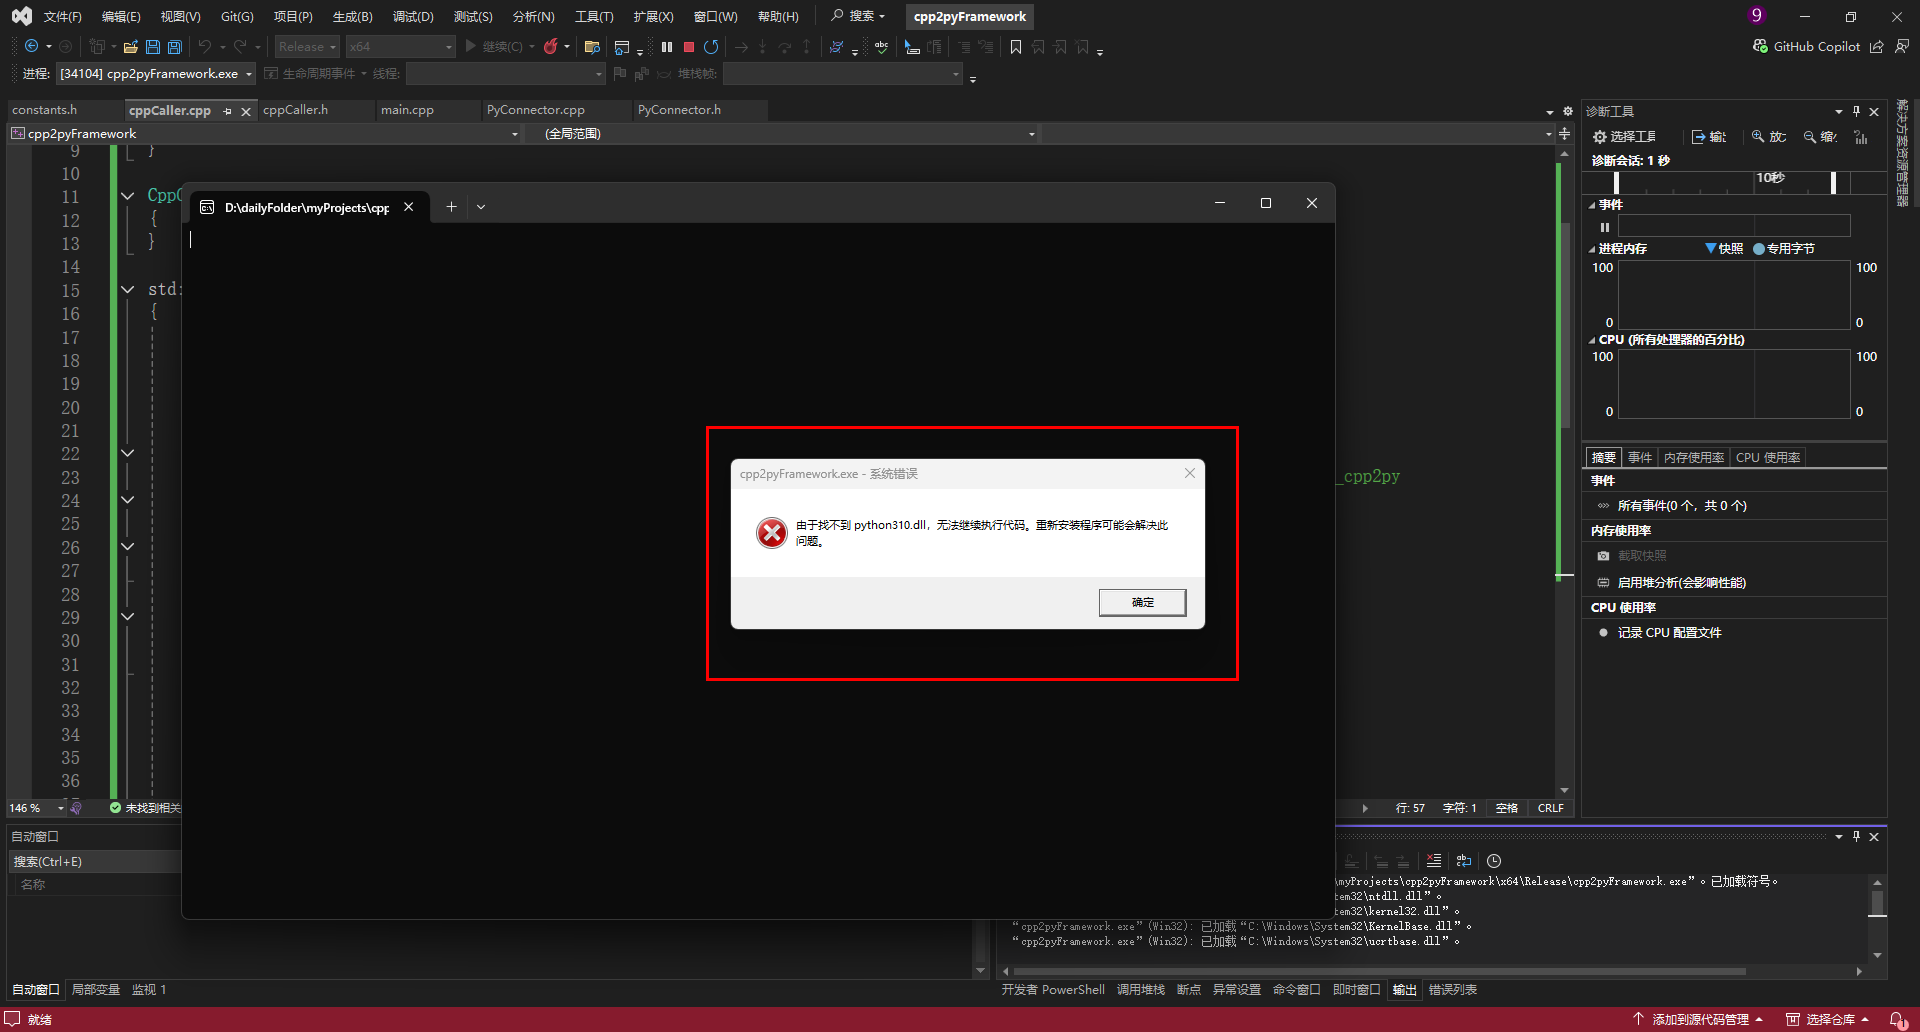 文件(F) 编辑(E) 视图(V) Git(G) 项目(P) 生成(B) 调试(D) 测试(S) 分析(N) 工具(T) 扩展(X) 窗口(W) 帮助(H) 搜索 cpp2pyFramework 9
Release x64 继续(C) GitHub Copilot
进程: [34104] cpp2pyFramework.exe 生命周期事件 线程: 堆栈帧:
constants.h cppCaller.cpp cppCaller.h main.cpp PyConnector.cpp PyConnector.h
cpp2pyFramework (全局范围)
9 }
10
11 Cpp
12 {
13 }
14
15 std:
16 {
17
18
19
20
21
22
23 _cpp2py
24
25
26
27
28
29
30
31
32
33
34
35
36
D:\dailyFolder\myProjects\cpp
cpp2pyFramework.exe - 系统错误
由于找不到 python310.dll，无法继续执行代码。重新安装程序可能会解决此
问题。
确定
146 % 未找到相关 行: 57 字符: 1 空格 CRLF
诊断工具
选择工具 输 放 缩
诊断会话: 1 秒
10秒
事件
进程内存 快照 专用字节
100 100
0 0
CPU (所有处理器的百分比)
100 100
0 0
摘要 事件 内存使用率 CPU 使用率
事件
所有事件(0 个，共 0 个)
内存使用率
截取快照
启用堆分析(会影响性能)
CPU 使用率
记录 CPU 配置文件
解决方案资源管理器
自动窗口
搜索(Ctrl+E)
名称
自动窗口 局部变量 监视 1
\myProjects\cpp2pyFramework\x64\Release\cpp2pyFramework.exe”。已加载符号。
tem32\ntdll.dll”。
tem32\kernel32.dll”。
“cpp2pyFramework.exe”(Win32): 已加载“C:\Windows\System32\KernelBase.dll”。
“cpp2pyFramework.exe”(Win32): 已加载“C:\Windows\System32\ucrtbase.dll”。
开发者 PowerShell 调用堆栈 断点 异常设置 命令窗口 即时窗口 输出 错误列表
就绪 添加到源代码管理 选择仓库 1